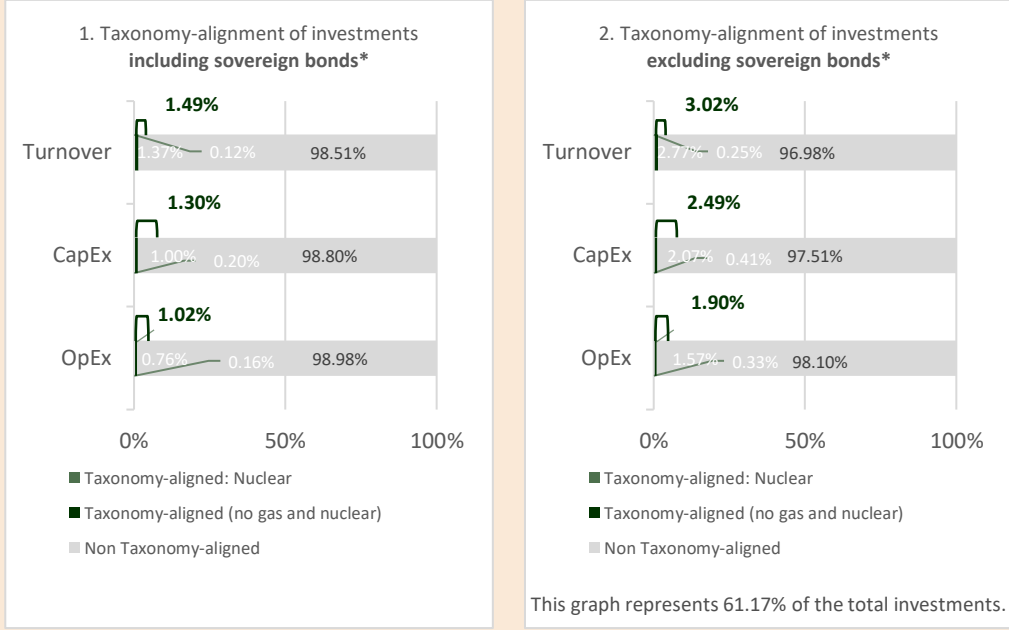 1. Taxonomy-alignment of investments
including sovereign bonds*
1.49%
Turnover 1.37% 0.12% 98.51%
1.30%
CapEx 1.00% 0.20% 98.80%
1.02%
OpEx 0.76% 0.16% 98.98%
0% 50% 100%
Taxonomy-aligned: Nuclear
Taxonomy-aligned (no gas and nuclear)
Non Taxonomy-aligned
2. Taxonomy-alignment of investments
excluding sovereign bonds*
3.02%
Turnover 2.77% 0.25% 96.98%
2.49%
CapEx 2.07% 0.41% 97.51%
1.90%
OpEx 1.57% 0.33% 98.10%
0% 50% 100%
Taxonomy-aligned: Nuclear
Taxonomy-aligned (no gas and nuclear)
Non Taxonomy-aligned
This graph represents 61.17% of the total investments.